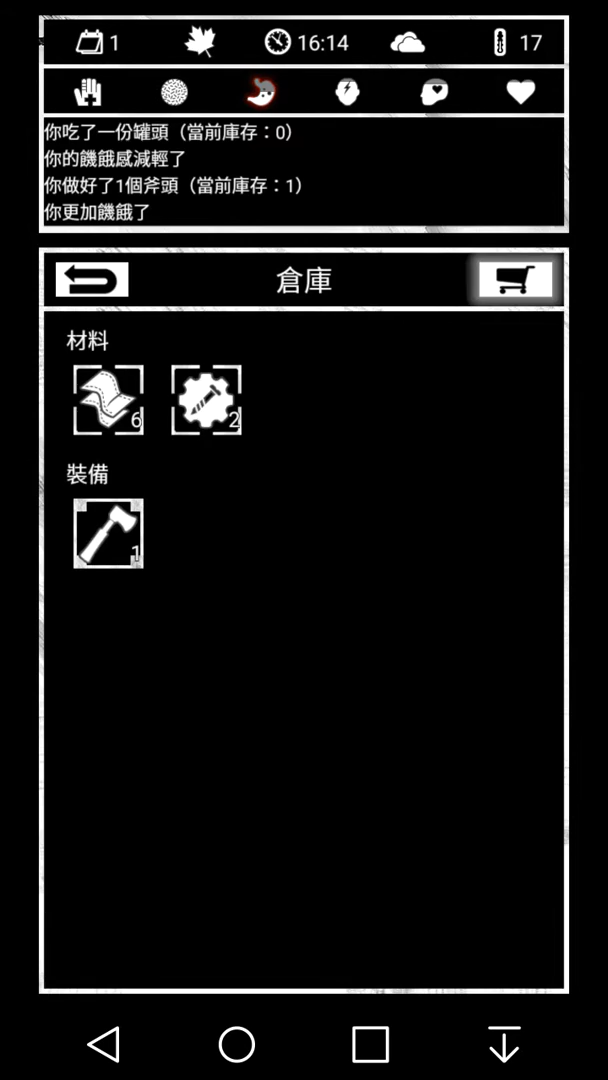 1 16:14 17
你吃了一份罐頭（當前庫存：0）
你的饑餓感減輕了
你做好了1個斧頭（當前庫存：1）
你更加饑餓了
倉庫
材料
6 2
裝備
1